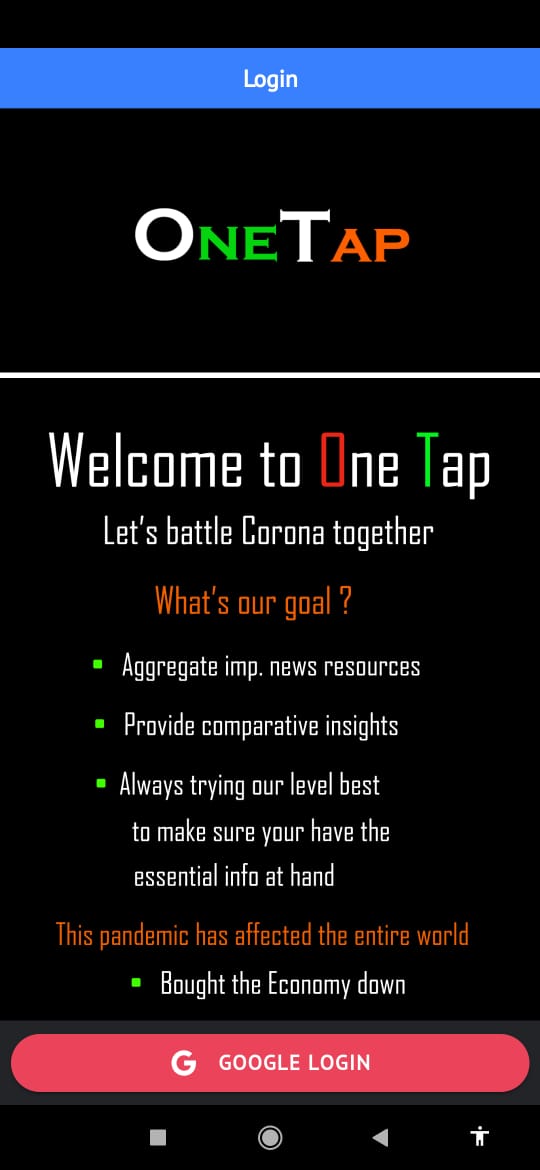 Login
OneTap
Welcome to One Tap
Let's battle Corona together
What's our goal ?
Aggregate imp. news resources
Provide comparative insights
Always trying our level best
to make sure your have the
essential info at hand
This pandemic has affected the entire world
Bought the Economy down
GOOGLE LOGIN